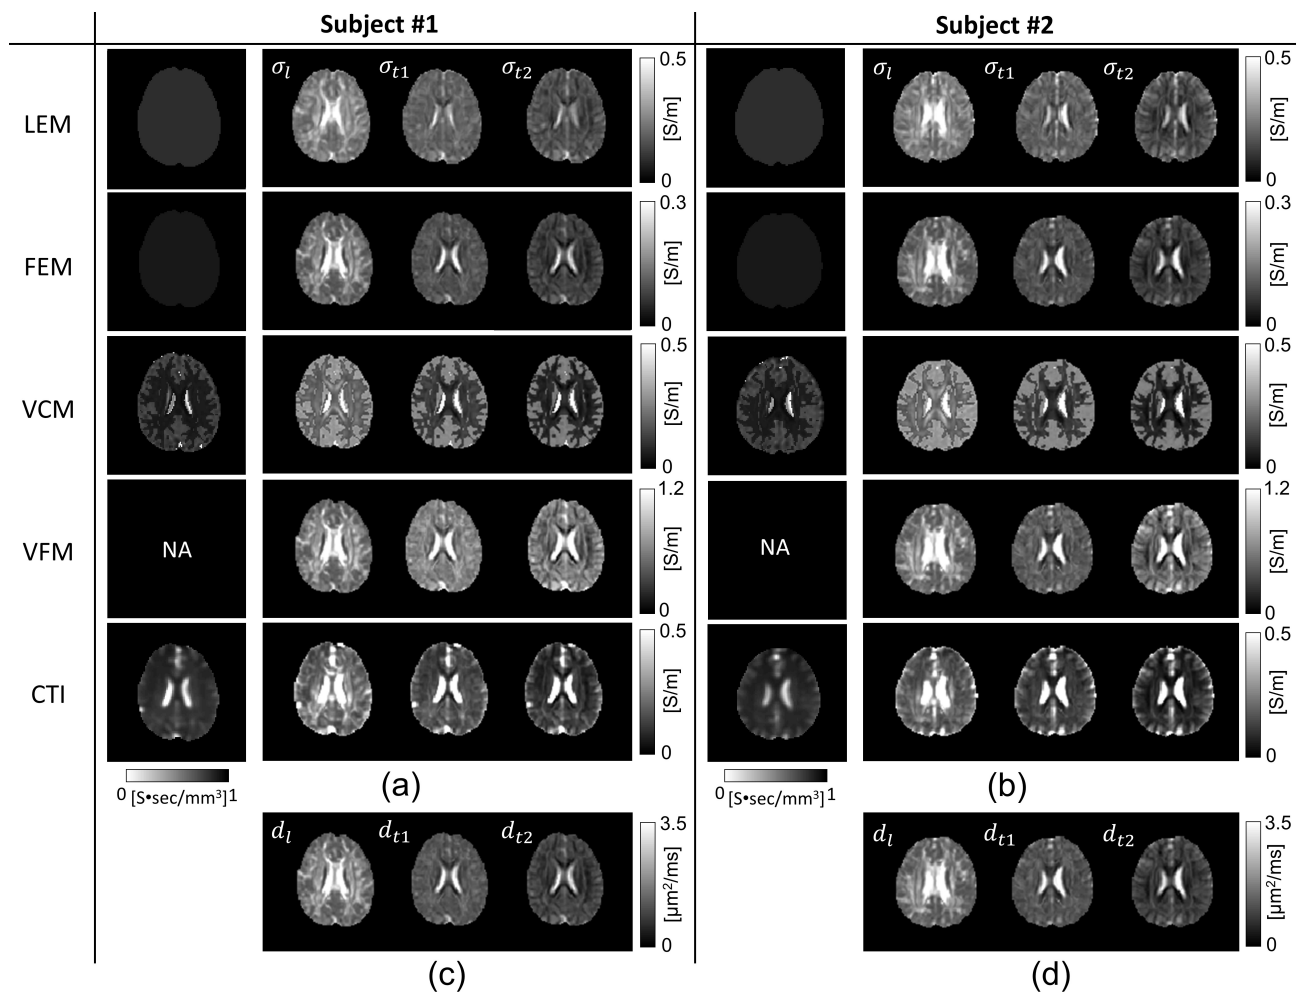 Subject #1 Subject #2
LEM σl σt1 σt2 0.5 [S/m] 0 σl σt1 σt2 0.5 [S/m] 0
FEM 0.3 [S/m] 0 0.3 [S/m] 0
VCM 0.5 [S/m] 0 0.5 [S/m] 0
VFM NA 1.2 [S/m] 0 NA 1.2 [S/m] 0
CTI 0.5 [S/m] 0 0.5 [S/m] 0
0 [S•sec/mm³] 1 (a) 0 [S•sec/mm³] 1 (b)
dl dt1 dt2 3.5 [μm²/ms] 0 dl dt1 dt2 3.5 [μm²/ms] 0
(c) (d)